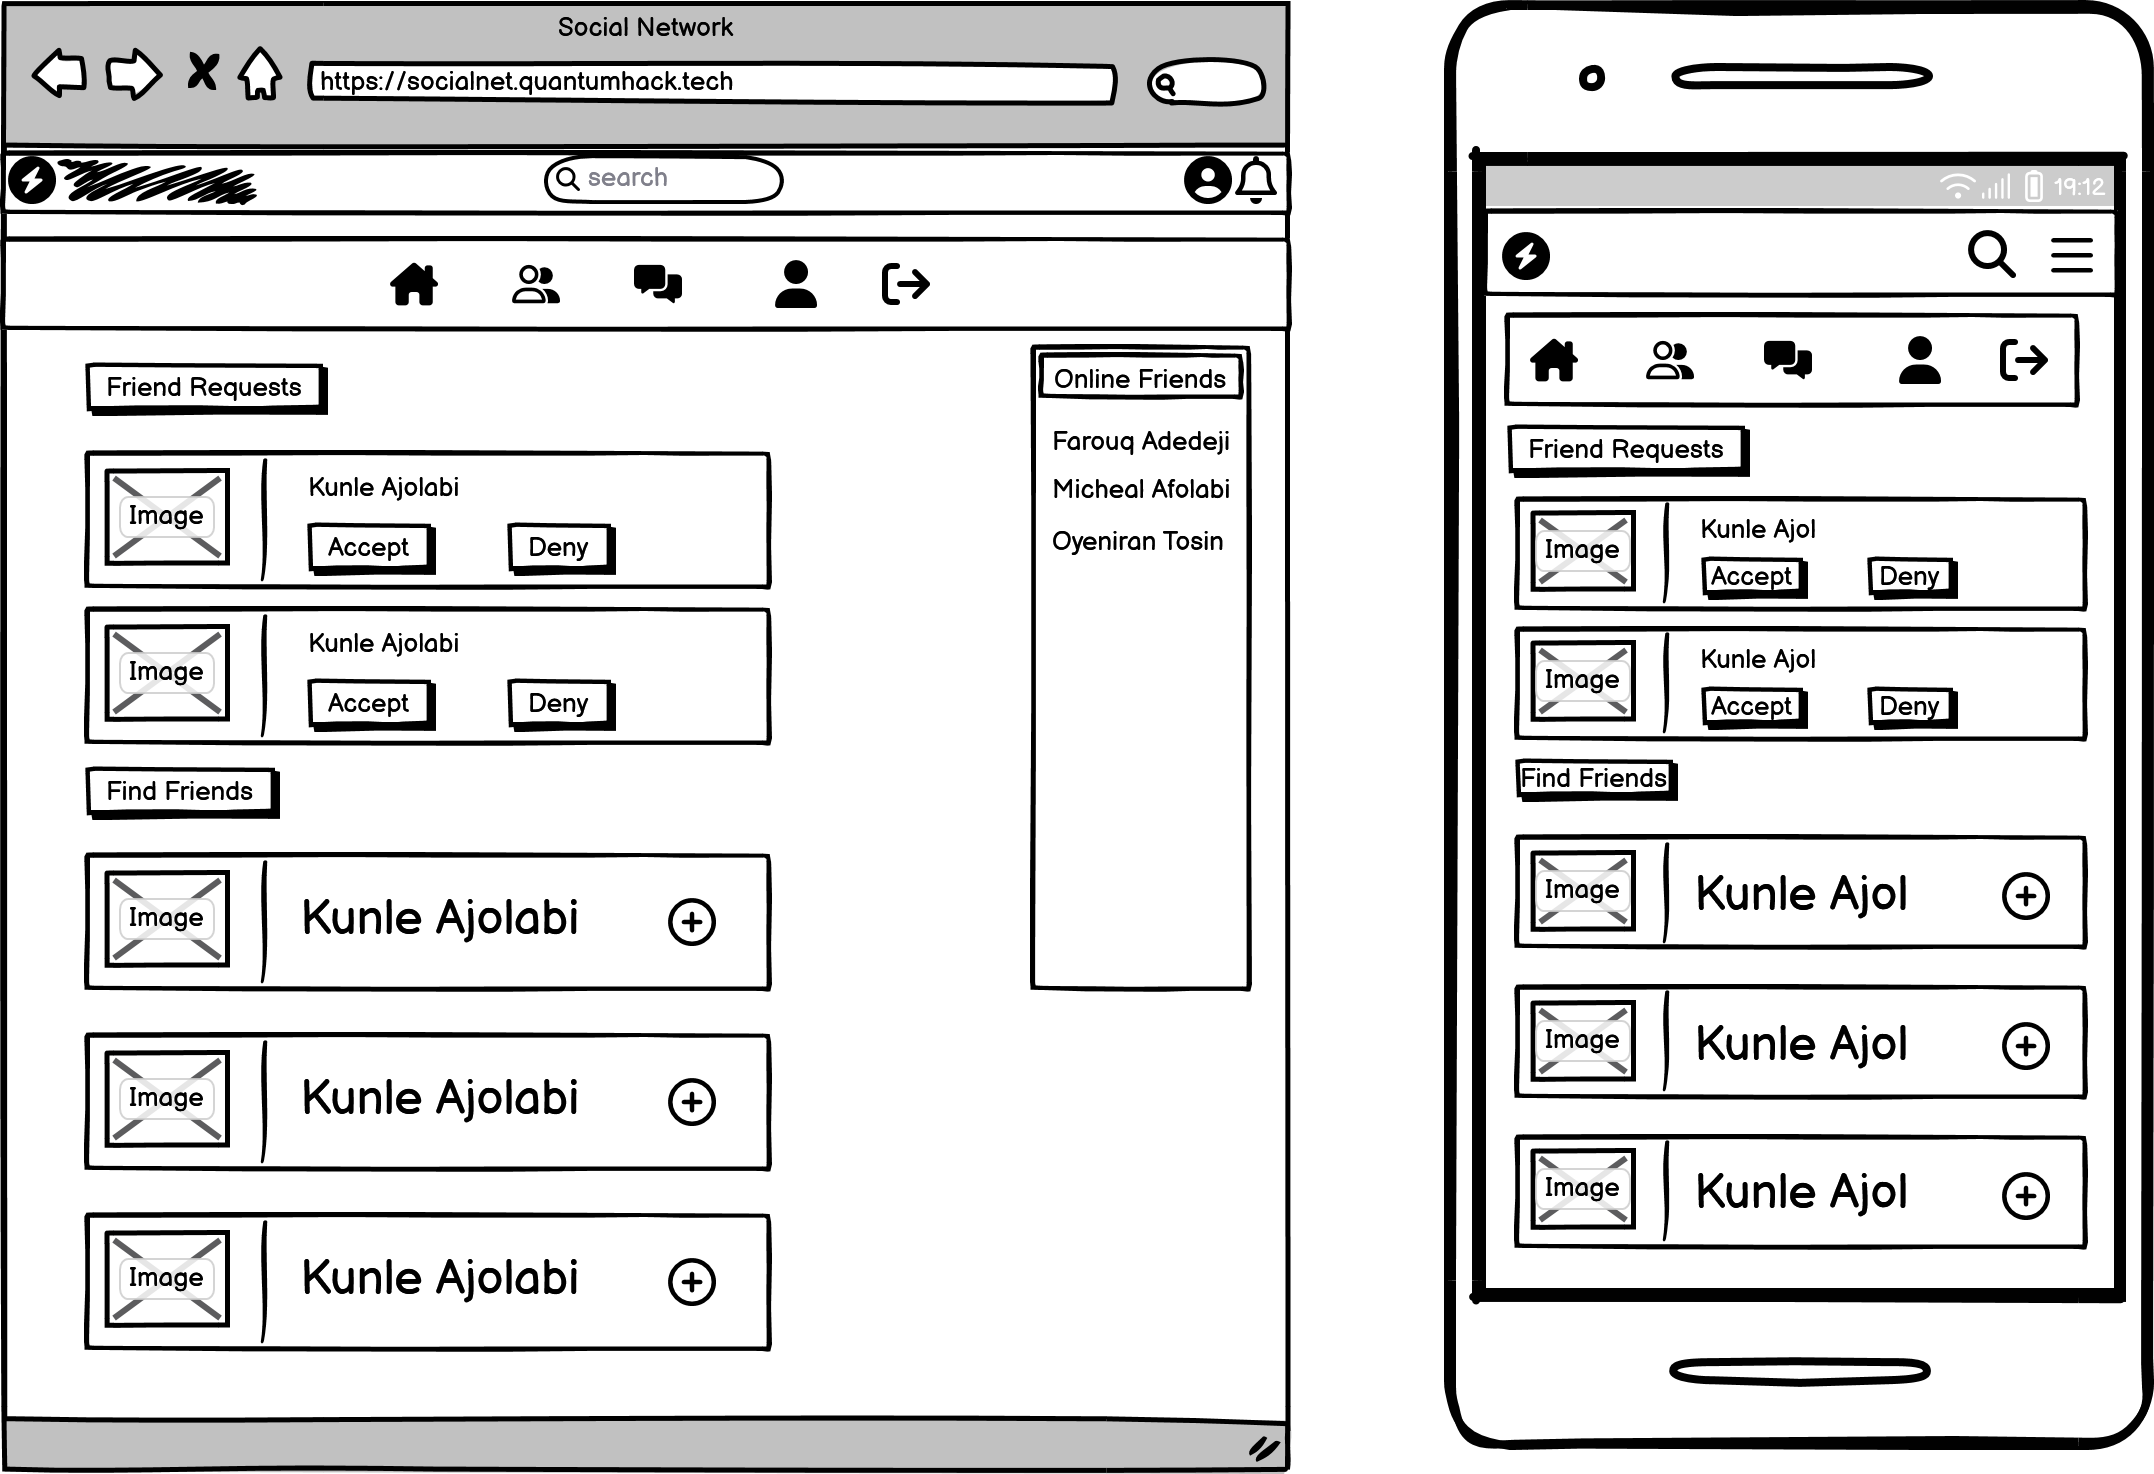 Social Network
https://socialnet.quantumhack.tech
search
Friend Requests
Image
Kunle Ajolabi
Accept
Deny
Image
Kunle Ajolabi
Accept
Deny
Find Friends
Image
Kunle Ajolabi
Image
Kunle Ajolabi
Image
Kunle Ajolabi
Online Friends
Farouq Adedeji
Micheal Afolabi
Oyeniran Tosin
19:12
Friend Requests
Image
Kunle Ajol
Accept
Deny
Image
Kunle Ajol
Accept
Deny
Find Friends
Image
Kunle Ajol
Image
Kunle Ajol
Image
Kunle Ajol